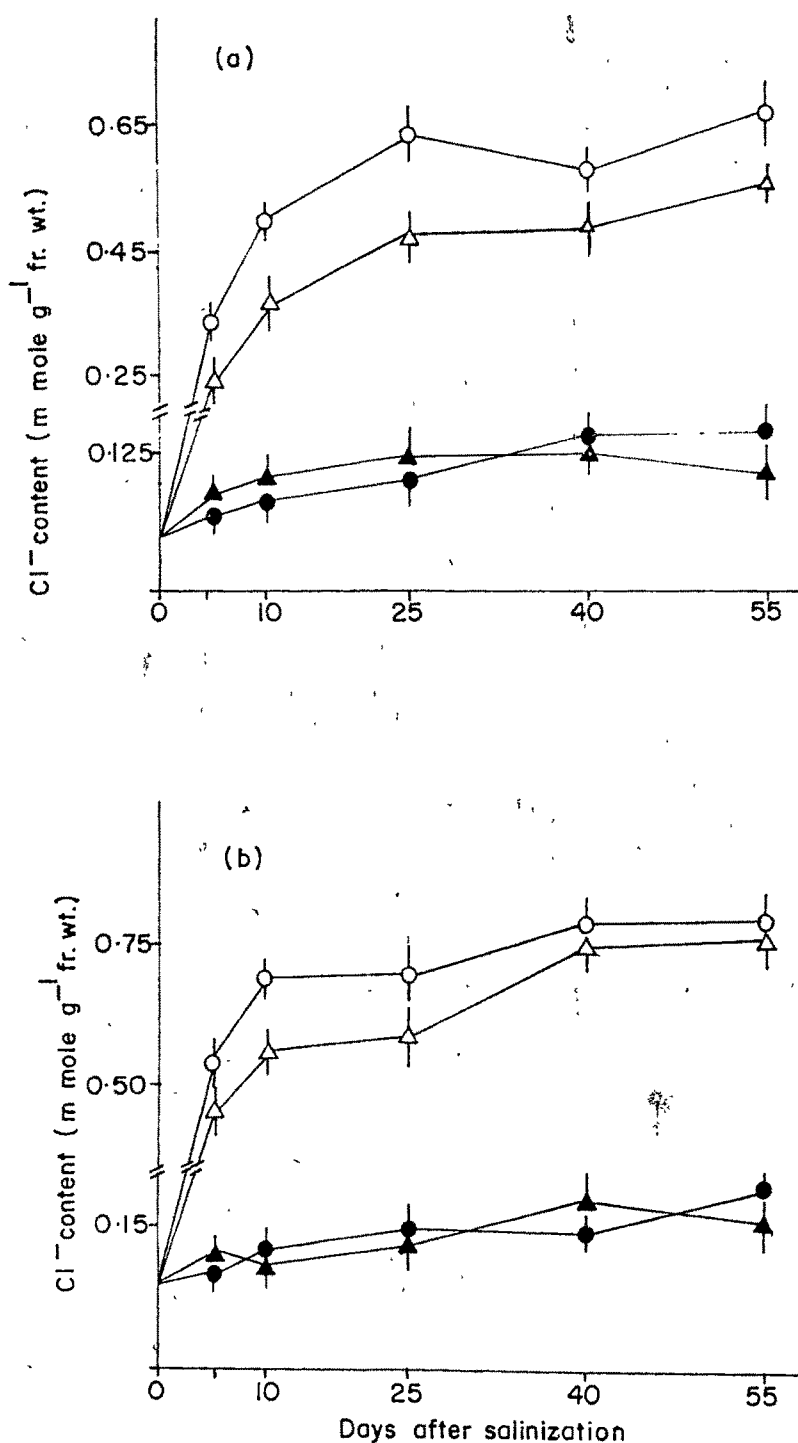 (a)
0·65
0·45
0·25
0·125
Cl⁻ content (m mole g⁻¹ fr. wt.)
0 10 25 40 55
(b)
0·75
0·50
0·15
Cl⁻ content (m mole g⁻¹ fr. wt.)
0 10 25 40 55
Days after salinization